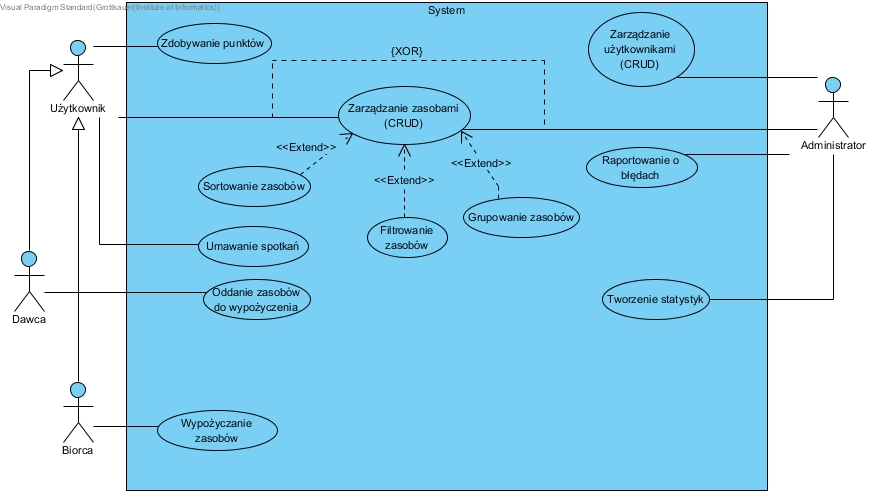 Visual Paradigm Standard(Grottkauer(Institute of Informatics))
System
Zdobywanie punktów
Zarządzanie
użytkownikami
(CRUD)
{XOR}
Użytkownik
Zarządzanie zasobami
(CRUD)
Administrator
<<Extend>>
<<Extend>>
<<Extend>>
Raportowanie o
błędach
Sortowanie zasobów
Grupowanie zasobów
Filtrowanie
zasobów
Umawianie spotkań
Oddanie zasobów
do wypożyczenia
Tworzenie statystyk
Dawca
Wypożyczanie
zasobów
Biorca